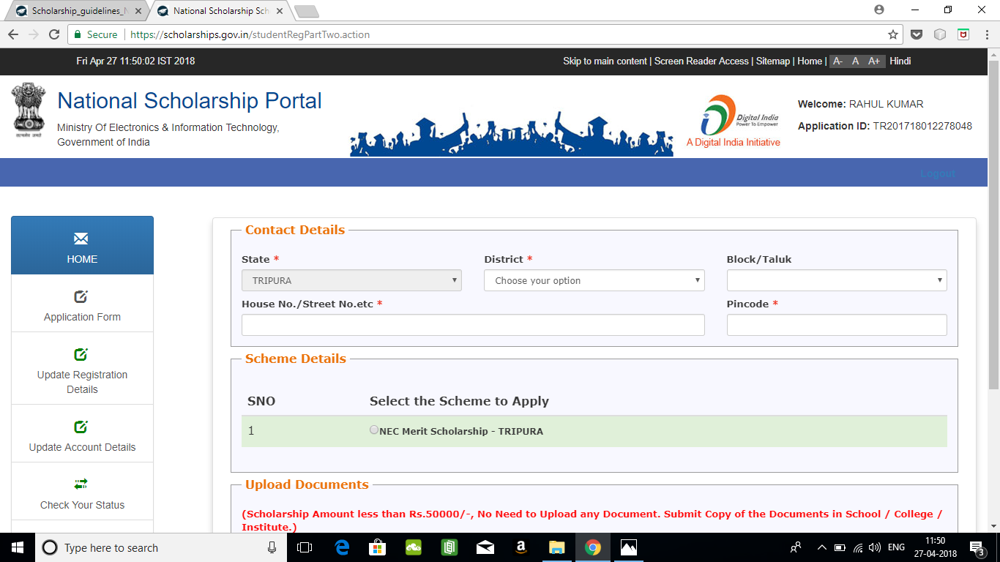 Scholarship_guidelines_N
National Scholarship Sch
Secure | https://scholarships.gov.in/studentRegPartTwo.action
Fri Apr 27 11:50:02 IST 2018
Skip to main content | Screen Reader Access | Sitemap | Home | A- A A+ Hindi
National Scholarship Portal
Ministry Of Electronics & Information Technology,
Government of India
सत्यमेव जयते
Digital India
Power To Empower
A Digital India Initiative
Welcome: RAHUL KUMAR
Application ID: TR201718012278048
Logout
HOME
Application Form
Update Registration
Details
Update Account Details
Check Your Status
Contact Details
State * District * Block/Taluk
TRIPURA Choose your option
House No./Street No.etc * Pincode *
Scheme Details
SNO Select the Scheme to Apply
1 NEC Merit Scholarship - TRIPURA
Upload Documents
(Scholarship Amount less than Rs.50000/-, No Need to Upload any Document. Submit Copy of the Documents in School / College /
Institute.)
Type here to search
ENG
11:50
27-04-2018
3